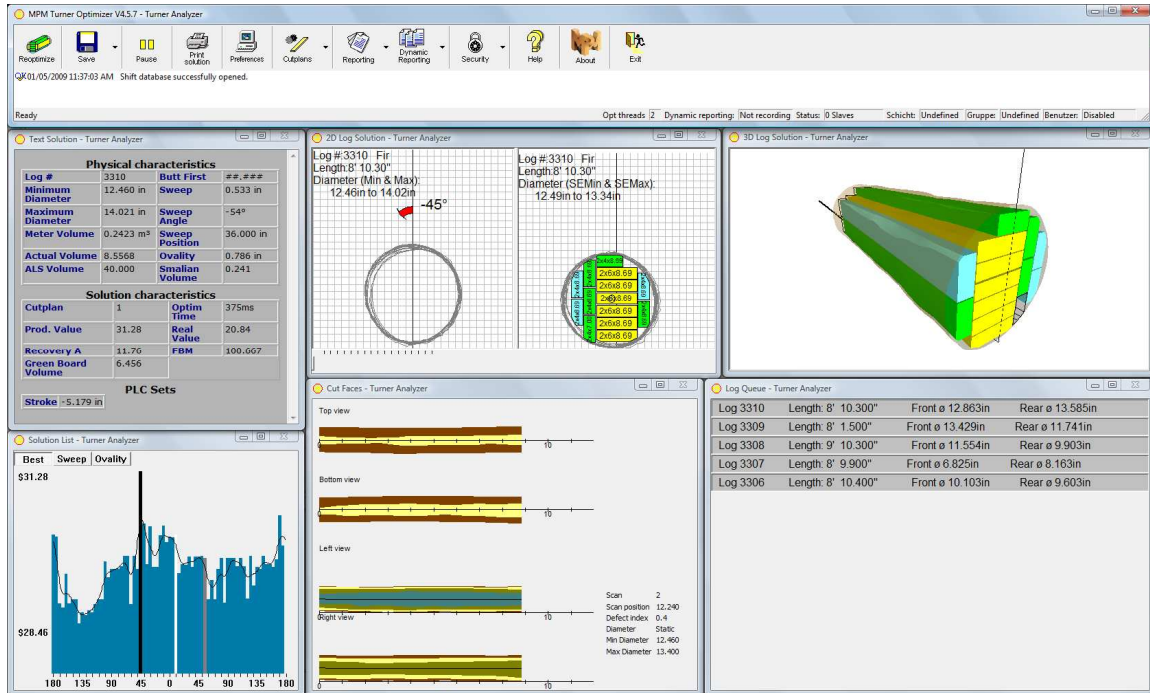 MPM Turner Optimizer V4.5.7 - Turner Analyzer
Reoptimize Save Pause Print solution Preferences Cutplans Reporting Dynamic Reporting Security Help About Exit
01/05/2009 11:37:03 AM Shift database successfully opened.
Ready Opt threads 2 Dynamic reporting: Not recording Status: 0 Slaves Schicht: Undefined Gruppe: Undefined Benutzer: Disabled
Text Solution - Turner Analyzer
Physical characteristics
Log # 3310 Butt First ##.###
Minimum Diameter 12.460 in Sweep 0.533 in
Maximum Diameter 14.021 in Sweep Angle -54°
Meter Volume 0.2423 m³ Sweep Position 36.000 in
Actual Volume 8.5568 Ovality 0.786 in
ALS Volume 40.000 Smalian Volume 0.241
Solution characteristics
Cutplan 1 Optim Time 375ms
Prod. Value 31.28 Real Value 20.84
Recovery A 11.76 FBM 100.667
Green Board Volume 6.456
PLC Sets
Stroke -5.179 in
2D Log Solution - Turner Analyzer
Log #:3310 Fir
Length:8' 10.30"
Diameter (Min & Max):
12.46in to 14.02in
-45°
Log #:3310 Fir
Length:8' 10.30"
Diameter (SEMin & SEMax):
12.49in to 13.34in
2x4x8.69
2x6x8.69
2x6x8.69
2x6x8.69
2x6x8.69
2x6x8.69
3D Log Solution - Turner Analyzer
Solution List - Turner Analyzer
Best Sweep Ovality
$31.28
$28.46
180 135 90 45 0 45 90 135 180
Cut Faces - Turner Analyzer
Top view
0 10
Bottom view
0 10
Left view
0 10
Right view
0 10
Scan 2
Scan position 12.240
Defect index 0.4
Diameter Static
Min Diameter 12.460
Max Diameter 13.400
Log Queue - Turner Analyzer
Log 3310 Length: 8' 10.300" Front ø 12.863in Rear ø 13.585in
Log 3309 Length: 8' 1.500" Front ø 13.429in Rear ø 11.741in
Log 3308 Length: 9' 10.300" Front ø 11.554in Rear ø 9.903in
Log 3307 Length: 8' 9.900" Front ø 6.825in Rear ø 8.163in
Log 3306 Length: 8' 10.400" Front ø 10.103in Rear ø 9.603in